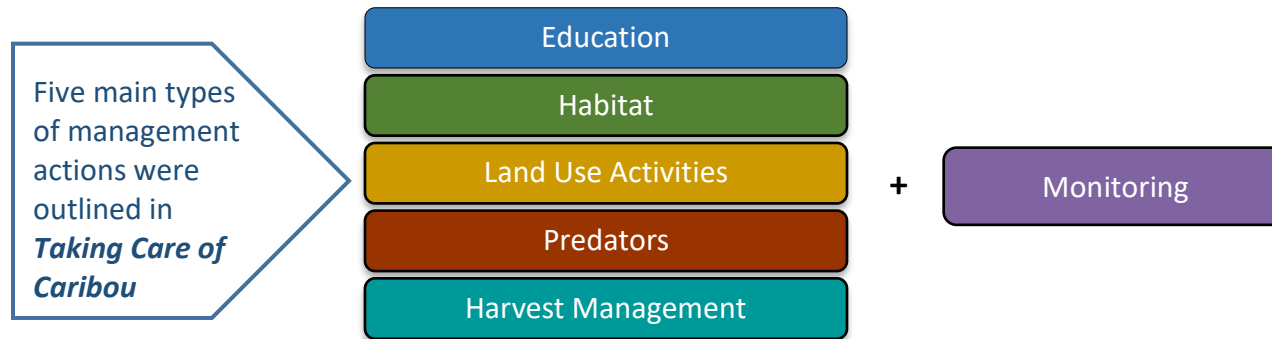 Five main types
of management
actions were
outlined in
Taking Care of
Caribou
Education
Habitat
Land Use Activities
Predators
Harvest Management
+
Monitoring